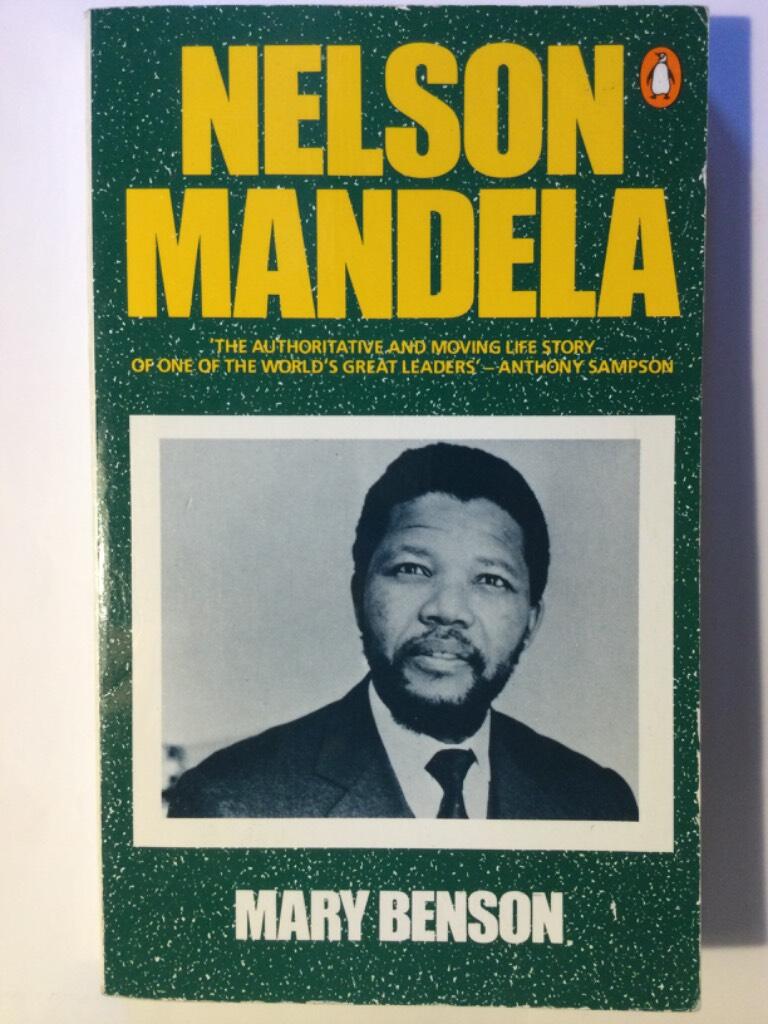 NELSON
MANDELA
'THE AUTHORITATIVE AND MOVING LIFE STORY
OF ONE OF THE WORLD'S GREAT LEADERS' – ANTHONY SAMPSON
MARY BENSON